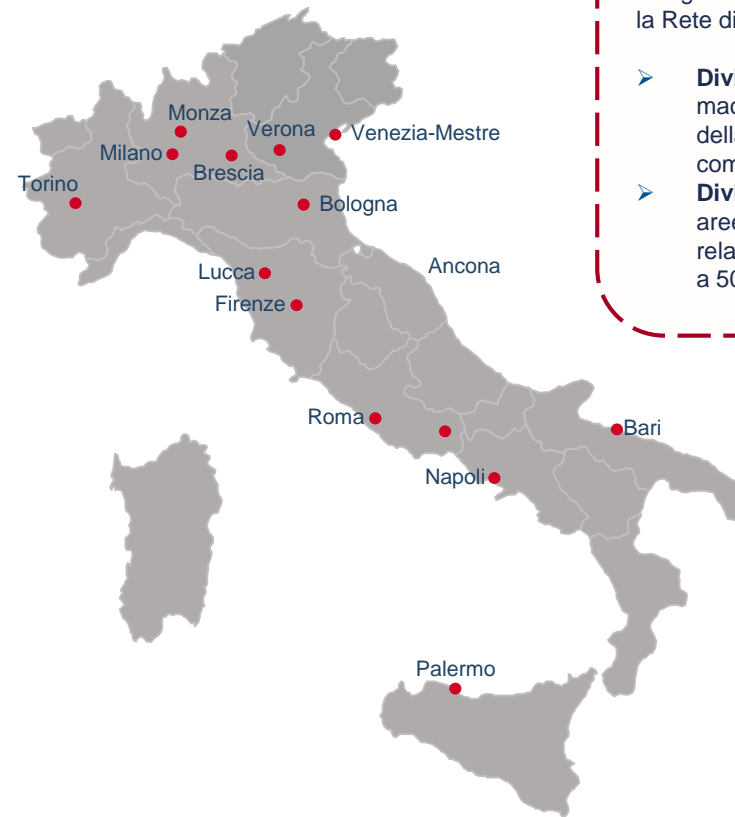 la Rete di
➢ Divi
mac
della
com
➢ Divi
aree
rela
a 50
Monza
Verona
Venezia-Mestre
Milano
Brescia
Torino
Bologna
Ancona
Lucca
Firenze
Roma
Bari
Napoli
Palermo